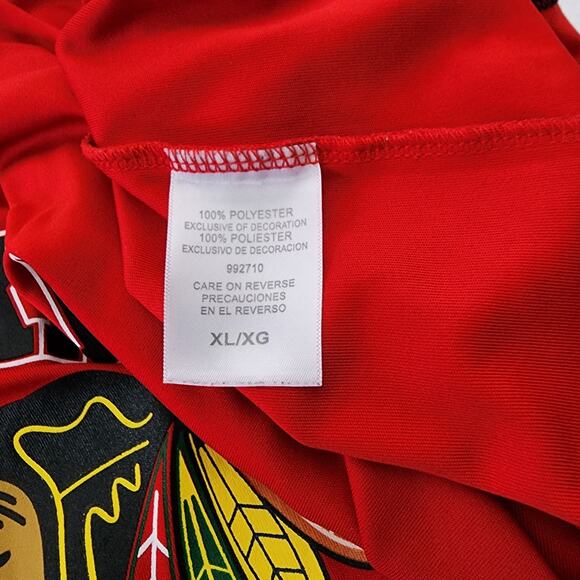 100% POLYESTER
EXCLUSIVE OF DECORATION
100% POLIESTER
EXCLUSIVO DE DECORACION
992710
CARE ON REVERSE
PRECAUCIONES
EN EL REVERSO
XL/XG